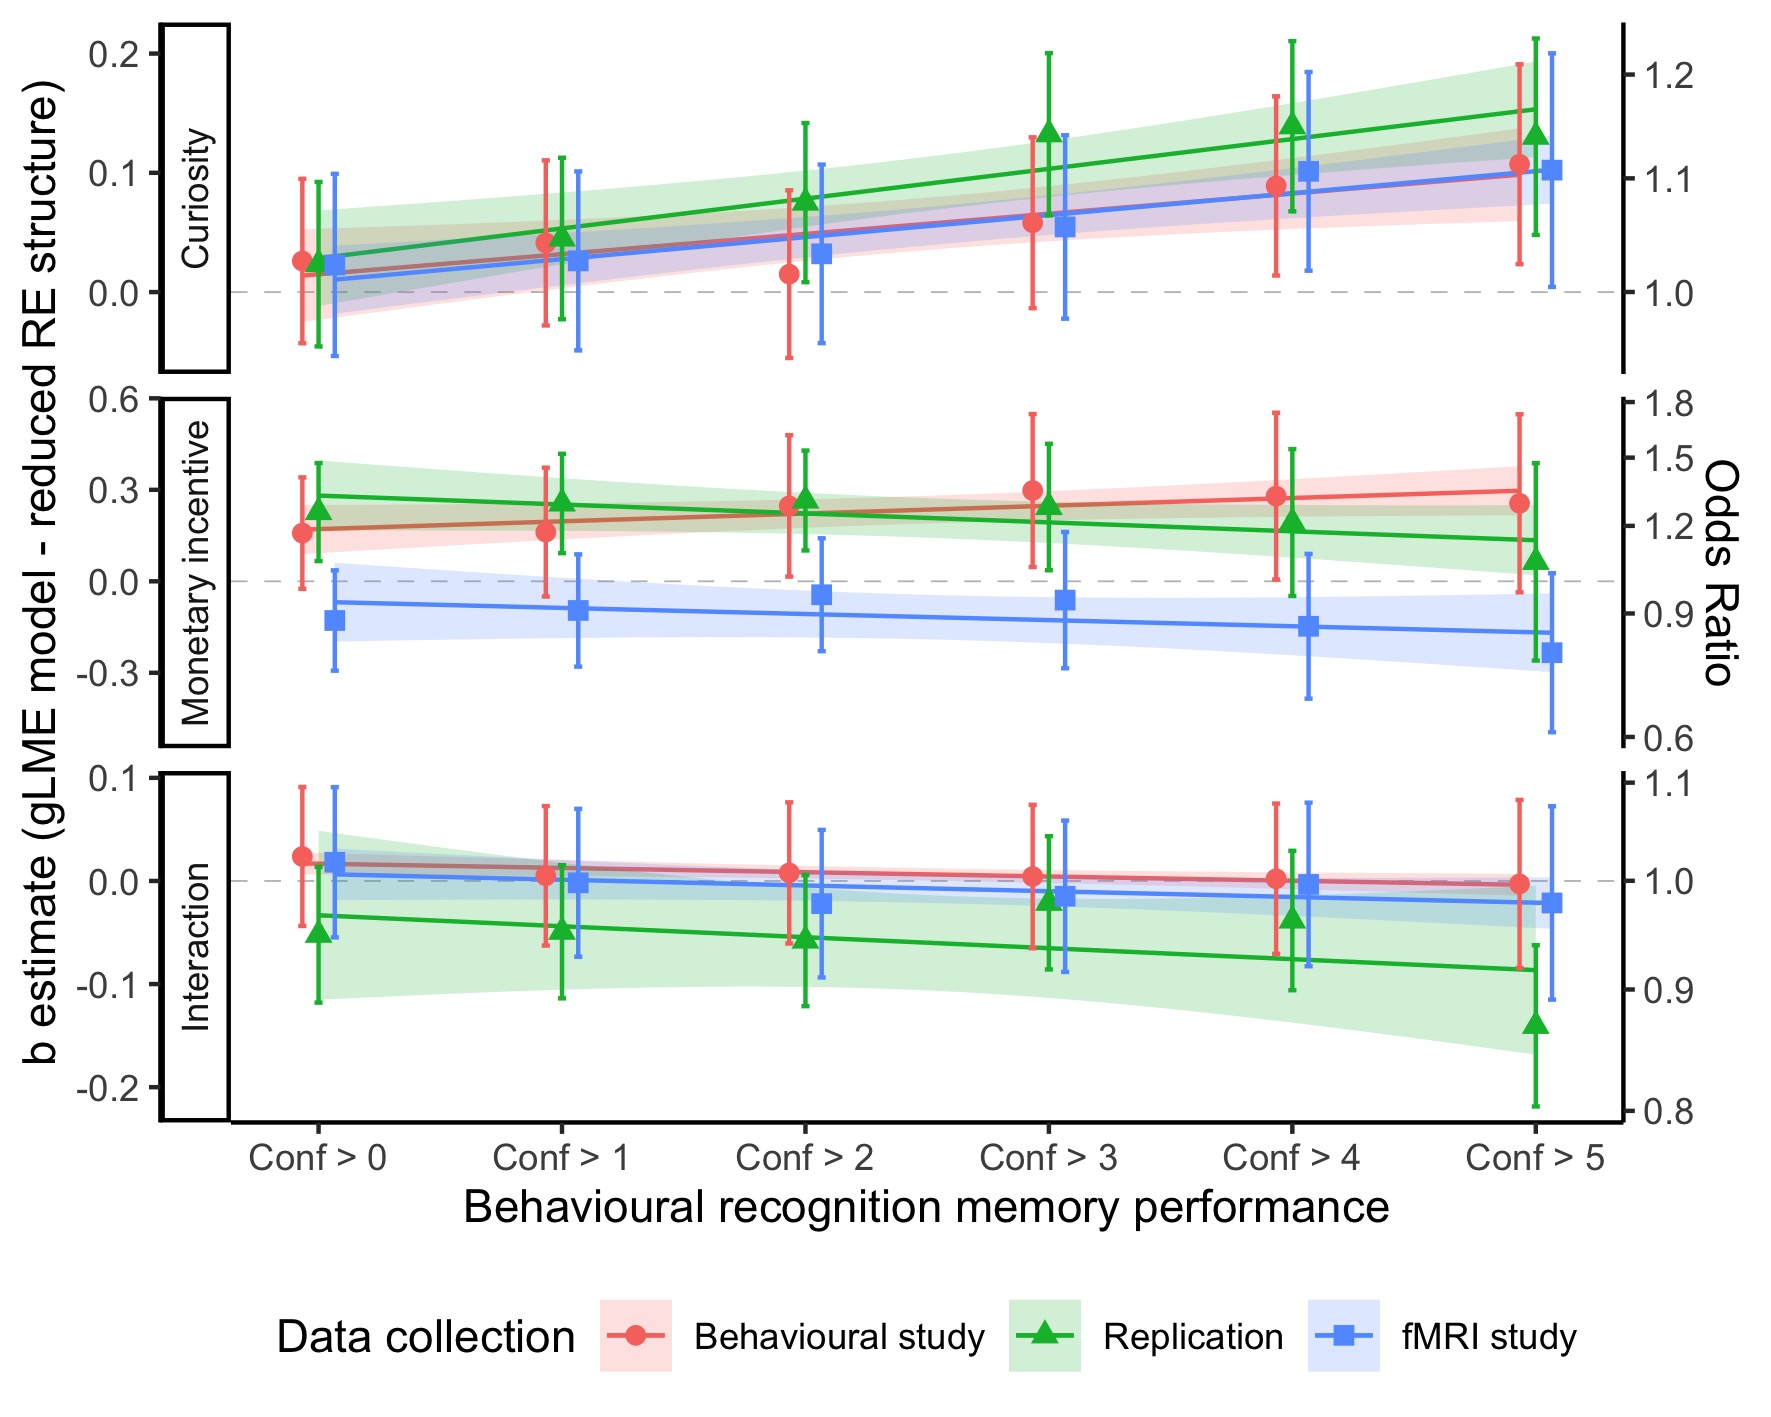 b estimate (gLME model - reduced RE structure)
0.2
0.1
0.0
Curiosity
1.2
1.1
1.0
0.6
0.3
0.0
-0.3
Monetary incentive
1.8
1.5
1.2
0.9
0.6
Odds Ratio
0.1
0.0
-0.1
-0.2
Interaction
1.1
1.0
0.9
0.8
Conf > 0 Conf > 1 Conf > 2 Conf > 3 Conf > 4 Conf > 5
Behavioural recognition memory performance
Data collection Behavioural study Replication fMRI study